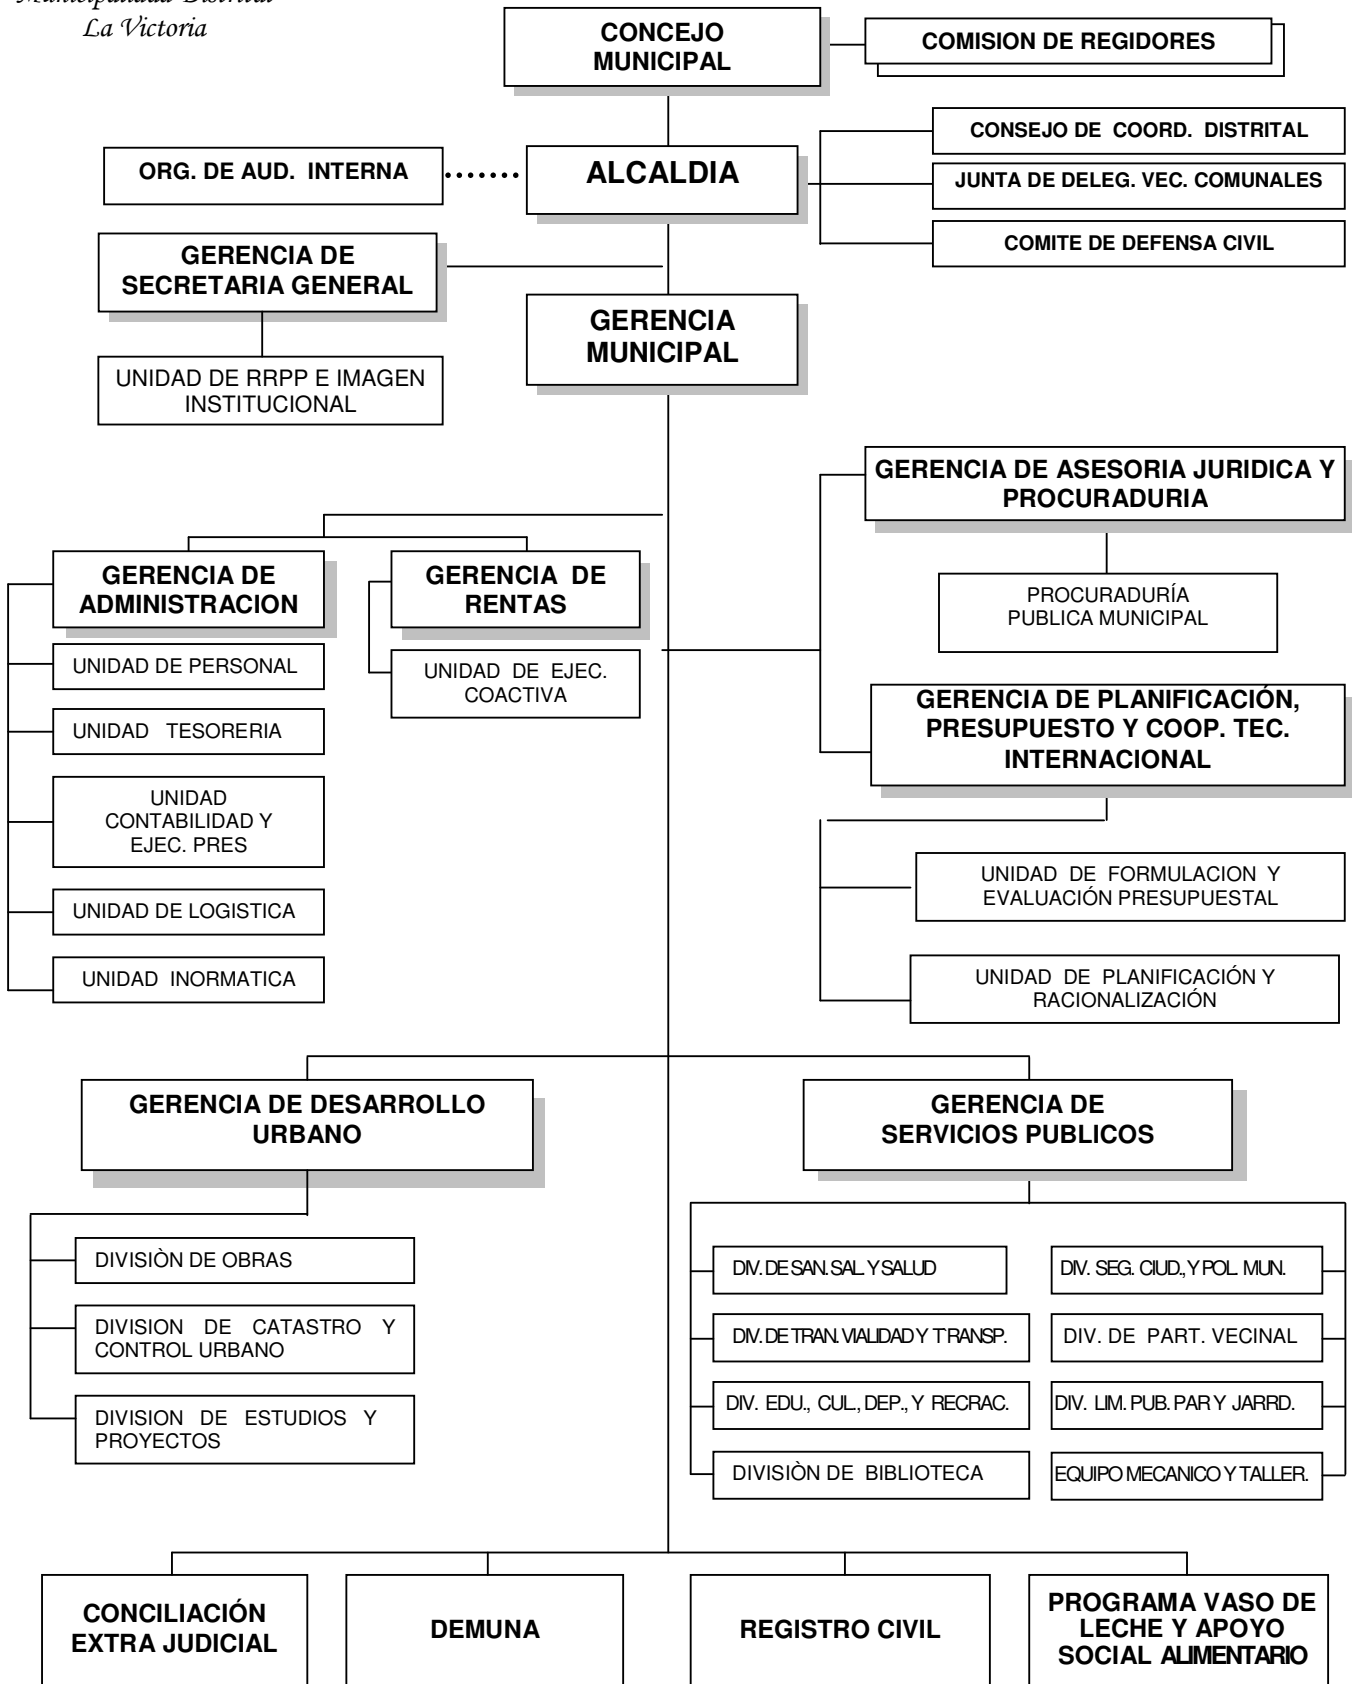 Municipalidad Distrital
La Victoria
CONCEJO
MUNICIPAL
COMISION DE REGIDORES
CONSEJO DE COORD. DISTRITAL
ORG. DE AUD. INTERNA
ALCALDIA
JUNTA DE DELEG. VEC. COMUNALES
COMITE DE DEFENSA CIVIL
GERENCIA DE
SECRETARIA GENERAL
GERENCIA
MUNICIPAL
UNIDAD DE RRPP E IMAGEN
INSTITUCIONAL
GERENCIA DE ASESORIA JURIDICA Y
PROCURADURIA
GERENCIA DE
ADMINISTRACION
GERENCIA DE
RENTAS
PROCURADURÍA
PUBLICA MUNICIPAL
UNIDAD DE PERSONAL
UNIDAD DE EJEC.
COACTIVA
GERENCIA DE PLANIFICACIÓN,
PRESUPUESTO Y COOP. TEC.
INTERNACIONAL
UNIDAD TESORERIA
UNIDAD
CONTABILIDAD Y
EJEC. PRES
UNIDAD DE FORMULACION Y
EVALUACIÓN PRESUPUESTAL
UNIDAD DE LOGISTICA
UNIDAD INORMATICA
UNIDAD DE PLANIFICACIÓN Y
RACIONALIZACIÓN
GERENCIA DE DESARROLLO
URBANO
GERENCIA DE
SERVICIOS PUBLICOS
DIVISIÒN DE OBRAS
DIVISION DE CATASTRO Y
CONTROL URBANO
DIVISION DE ESTUDIOS Y
PROYECTOS
DIV. DE SAN. SAL. Y SALUD
DIV. SEG. CIUD., Y POL. MUN.
DIV. DE TRAN. VIALIDAD Y TRANSP.
DIV. DE PART. VECINAL
DIV. EDU., CUL., DEP., Y RECRAC.
DIV. LIM. PUB. PAR Y JARRD.
DIVISIÒN DE BIBLIOTECA
EQUIPO MECANICO Y TALLER.
CONCILIACIÓN
EXTRA JUDICIAL
DEMUNA
REGISTRO CIVIL
PROGRAMA VASO DE
LECHE Y APOYO
SOCIAL ALIMENTARIO